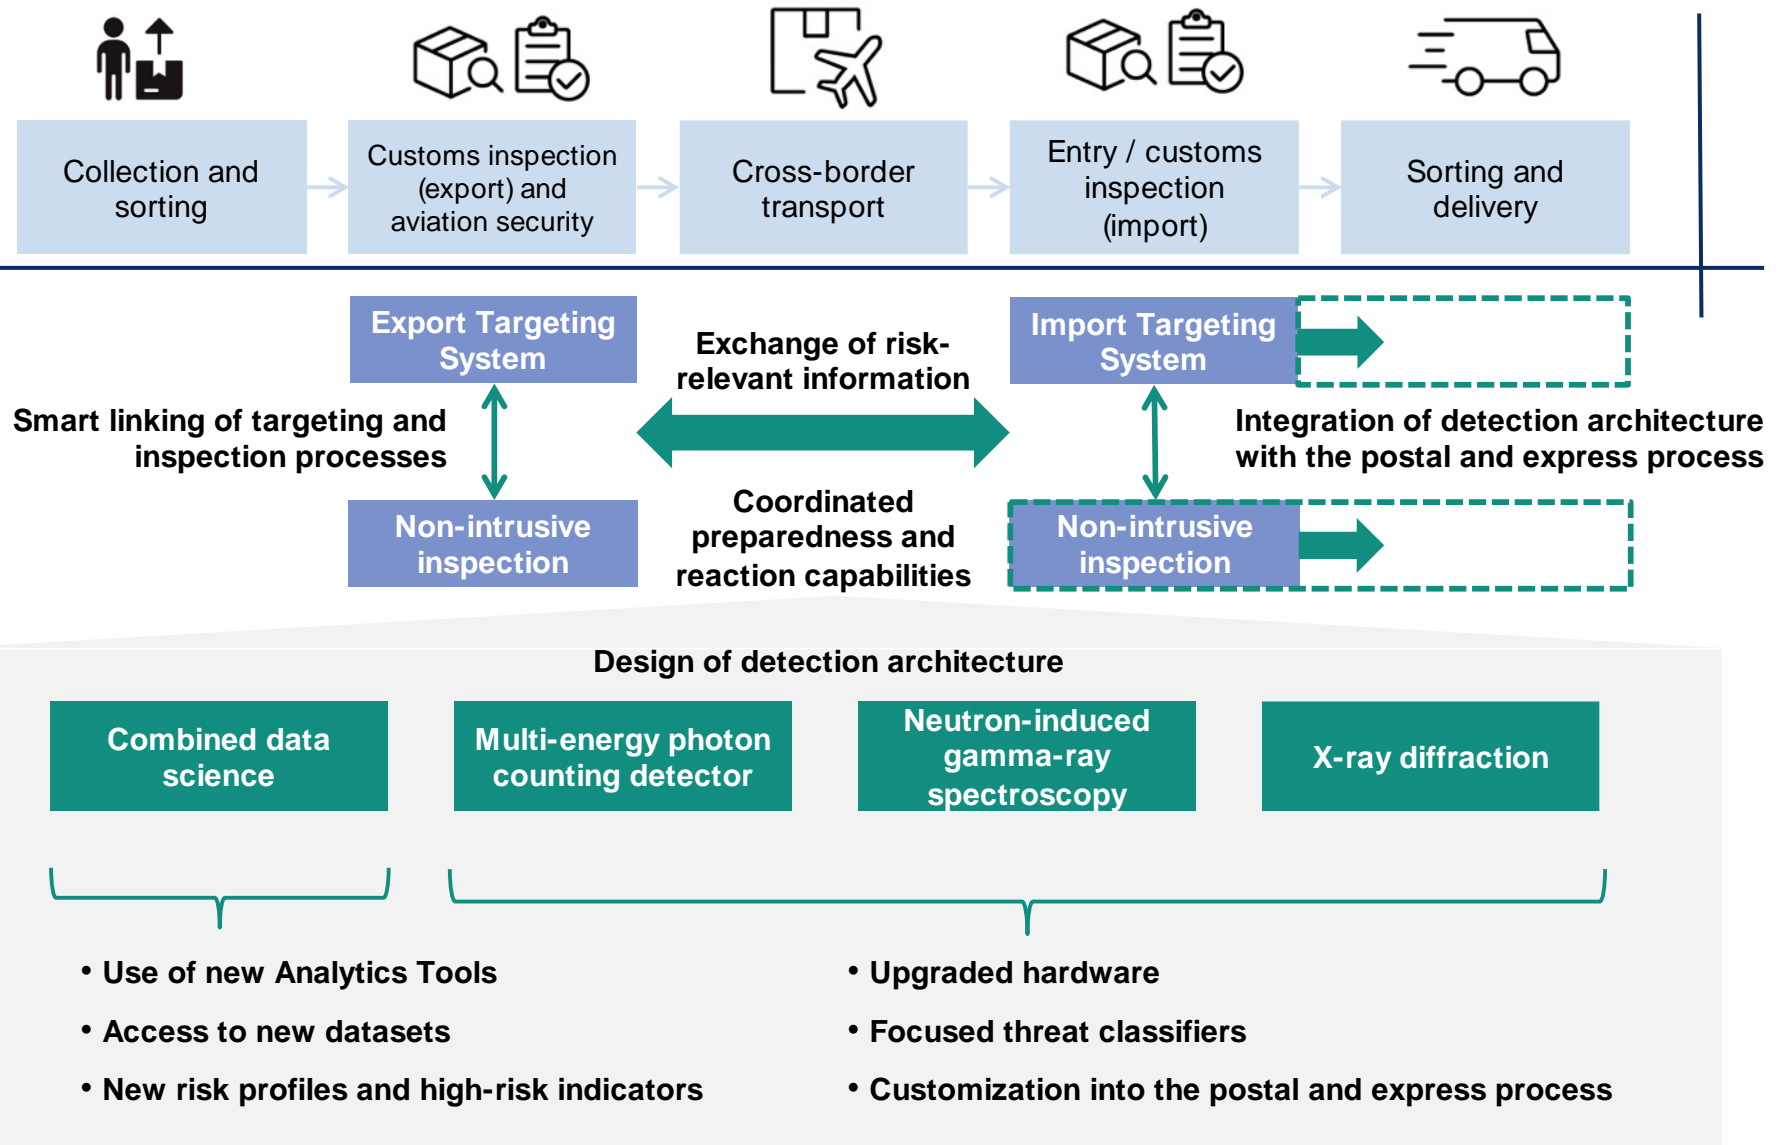 Collection and
sorting
Customs inspection
(export) and
aviation security
Cross-border
transport
Entry / customs
inspection
(import)
Sorting and
delivery
Export Targeting
System
Exchange of risk-
relevant information
Import Targeting
System
Smart linking of targeting and
inspection processes
Integration of detection architecture
with the postal and express process
Non-intrusive
inspection
Coordinated
preparedness and
reaction capabilities
Non-intrusive
inspection
Design of detection architecture
Combined data
science
Multi-energy photon
counting detector
Neutron-induced
gamma-ray
spectroscopy
X-ray diffraction
• Use of new Analytics Tools
• Access to new datasets
• New risk profiles and high-risk indicators
• Upgraded hardware
• Focused threat classifiers
• Customization into the postal and express process